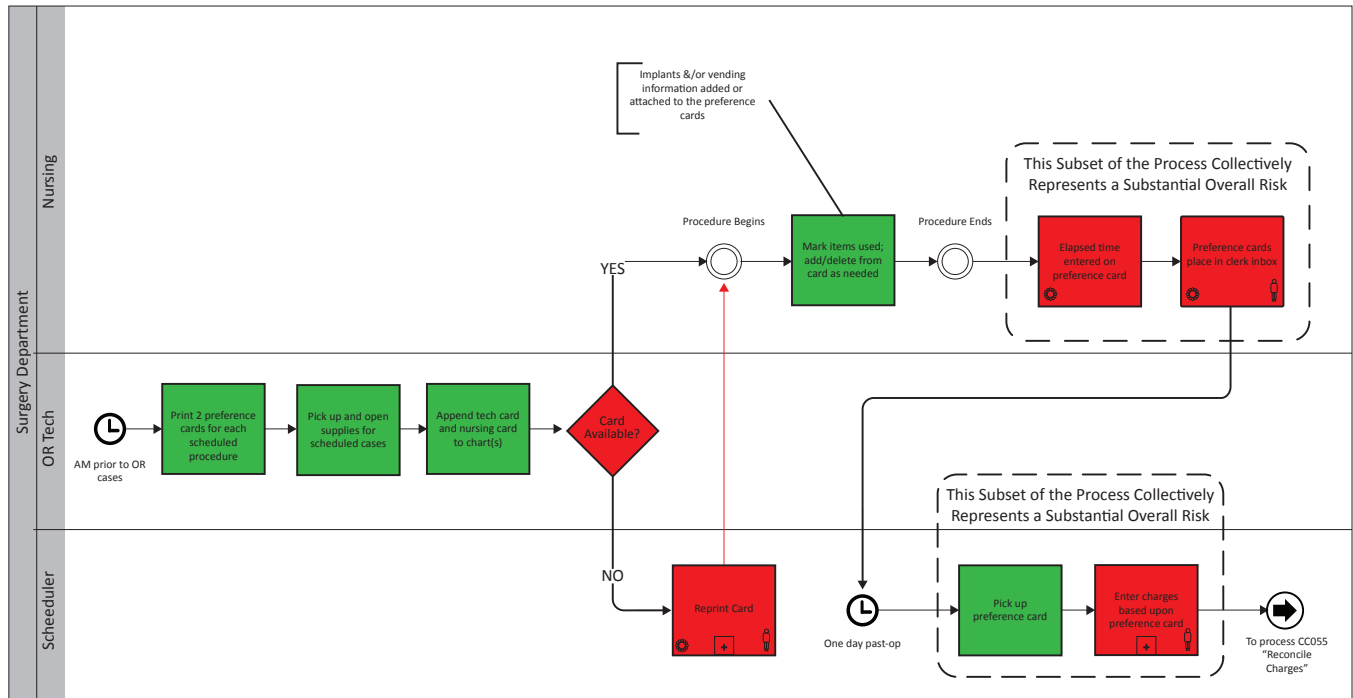 Surgery Department
Nursing
Implants &/or vending
information added or
attached to the preference
cards
This Subset of the Process Collectively
Represents a Substantial Overall Risk
Procedure Begins
Mark items used;
add/delete from
card as needed
Procedure Ends
Elapsed time
entered on
preference card
Preference cards
place in clerk inbox
YES
OR Tech
AM prior to OR
cases
Print 2 preference
cards for each
scheduled
procedure
Pick up and open
supplies for
scheduled cases
Append tech card
and nursing card
to chart(s)
Card
Available?
This Subset of the Process Collectively
Represents a Substantial Overall Risk
Scheduler
NO
Reprint Card
+
One day past-op
Pick up
preference card
Enter charges
based upon
preference card
+
To process CC055
“Reconcile
Charges”